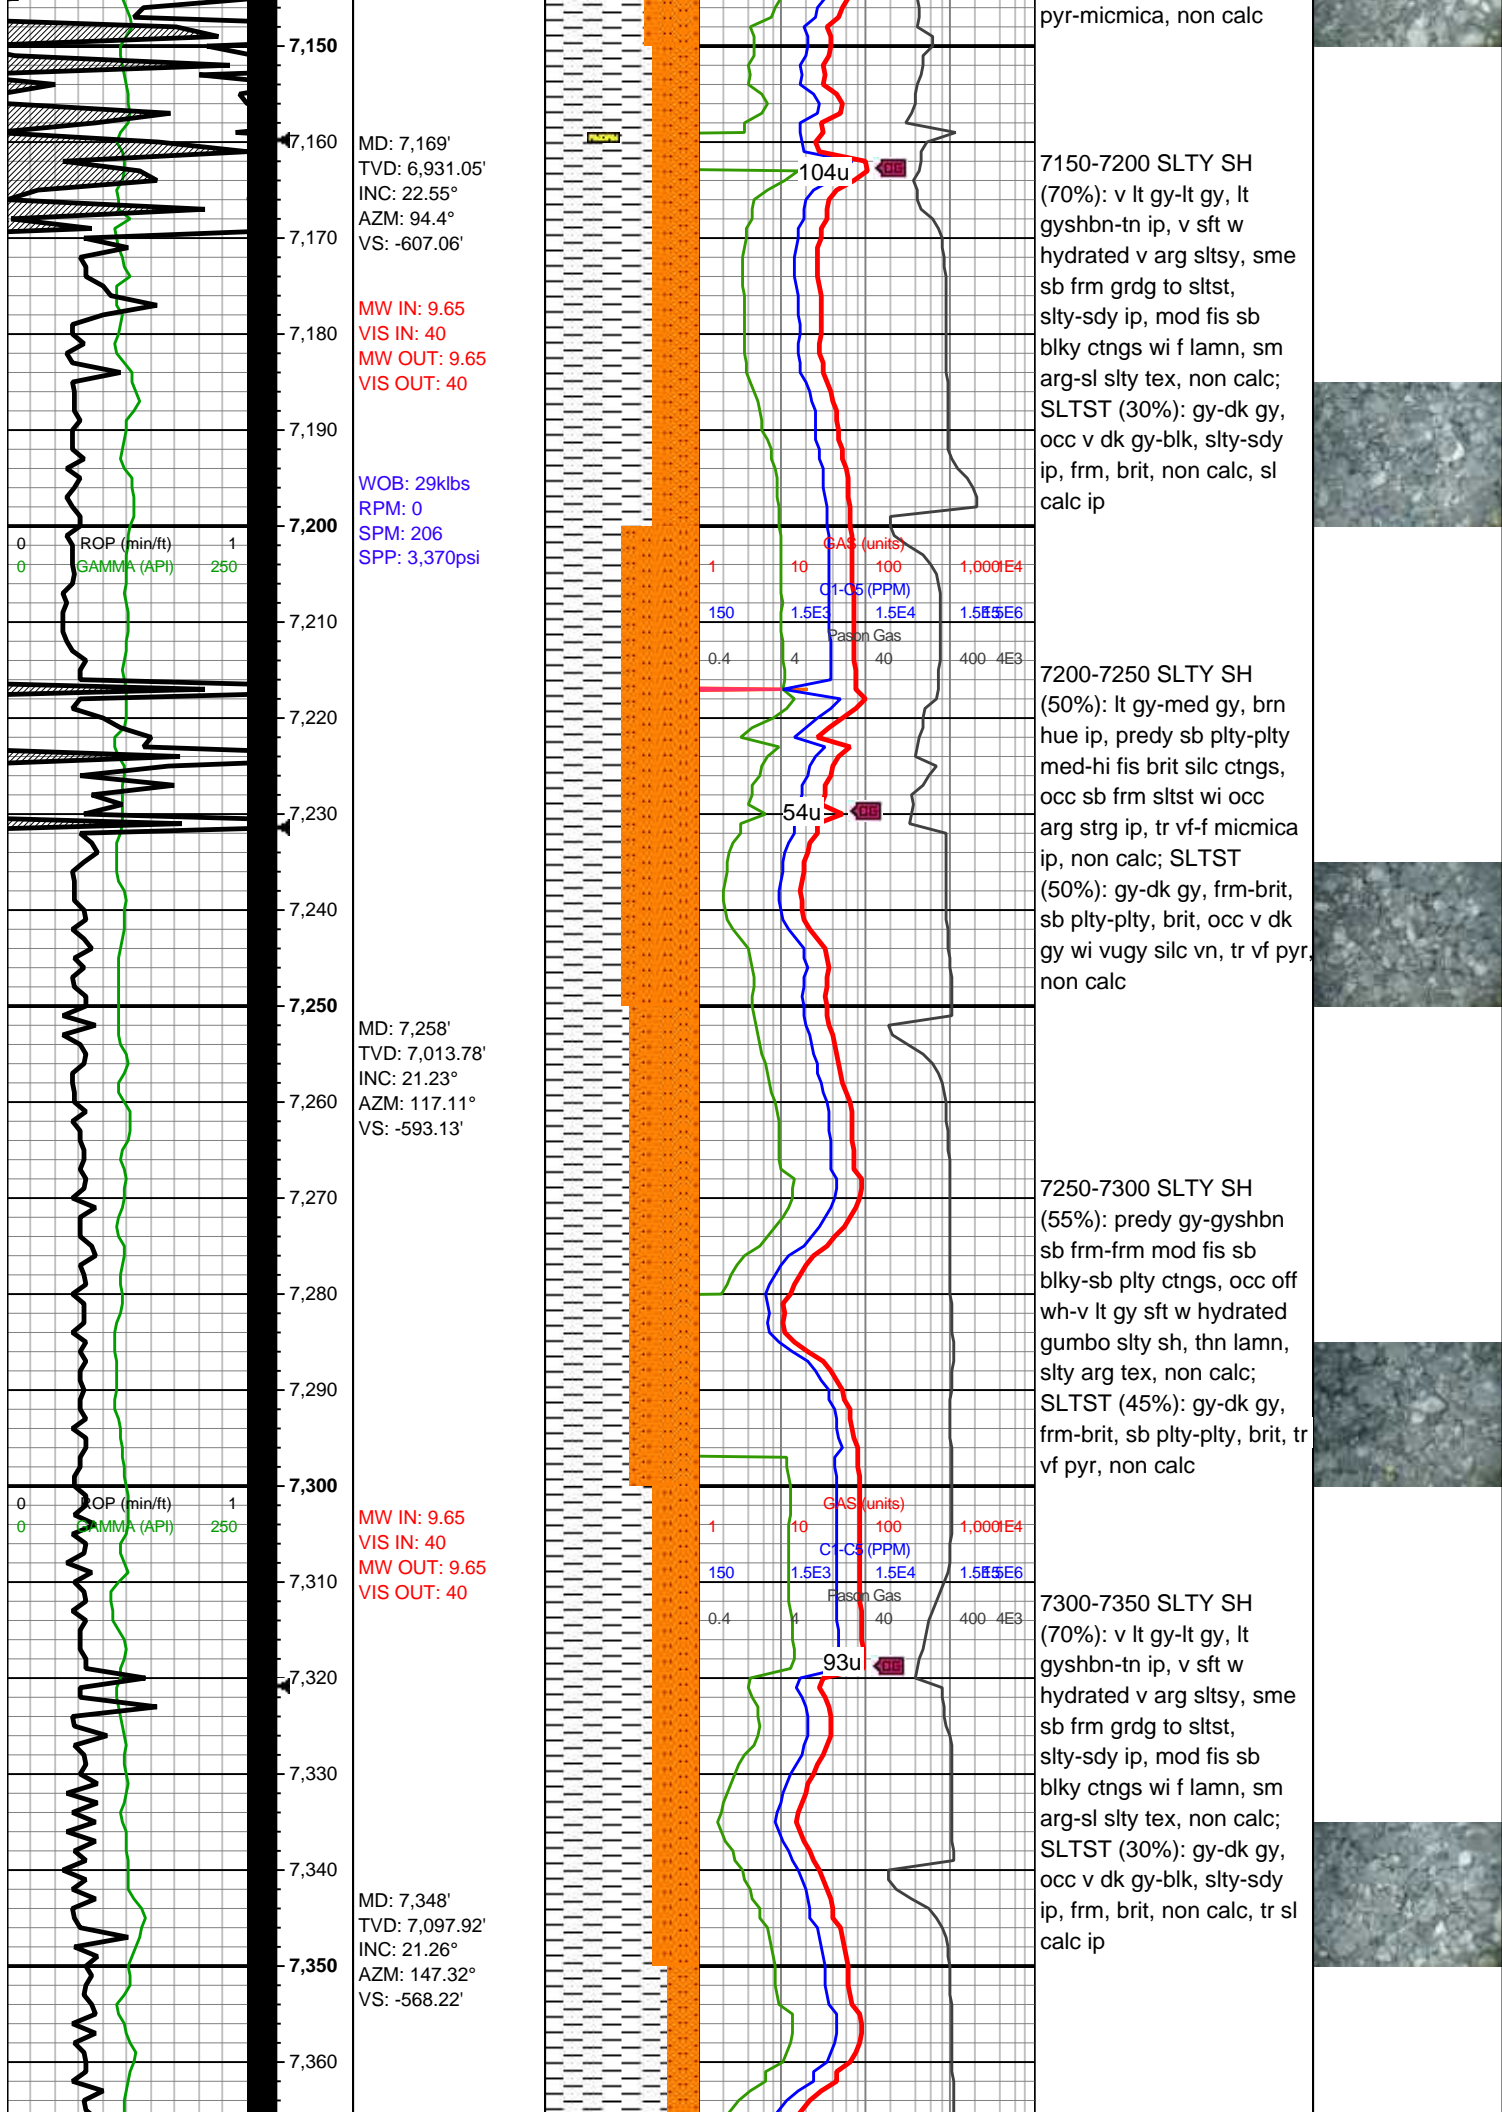 pyr-micmica, non calc
7,150
7,160
MD: 7,169'
TVD: 6,931.05'
INC: 22.55°
AZM: 94.4°
VS: -607.06'
104u
CG
7150-7200 SLTY SH
(70%): v lt gy-lt gy, lt
gyshbn-tn ip, v sft w
hydrated v arg sltsy, sme
sb frm grdg to sltst,
slty-sdy ip, mod fis sb
blky ctngs wi f lamn, sm
arg-sl slty tex, non calc;
SLTST (30%): gy-dk gy,
occ v dk gy-blk, slty-sdy
ip, frm, brit, non calc, sl
calc ip
7,170
MW IN: 9.65
VIS IN: 40
MW OUT: 9.65
VIS OUT: 40
7,180
7,190
WOB: 29klbs
RPM: 0
SPM: 206
SPP: 3,370psi
7,200
0 ROP (min/ft) 1
0 GAMMA (API) 250
GAS (units)
1 10 100 1,000 1E4
C1-C5 (PPM)
150 1.5E3 1.5E4 1.5E5 1.5E6
Pason Gas
0.4 4 40 400 4E3
7,210
7,220
7,230
54u
CG
7200-7250 SLTY SH
(50%): lt gy-med gy, brn
hue ip, predy sb plty-plty
med-hi fis brit silc ctngs,
occ sb frm sltst wi occ
arg strg ip, tr vf-f micmica
ip, non calc; SLTST
(50%): gy-dk gy, frm-brit,
sb plty-plty, brit, occ v dk
gy wi vugy silc vn, tr vf pyr,
non calc
7,240
7,250
MD: 7,258'
TVD: 7,013.78'
INC: 21.23°
AZM: 117.11°
VS: -593.13'
7,260
7,270
7,280
7,290
7250-7300 SLTY SH
(55%): predy gy-gyshbn
sb frm-frm mod fis sb
blky-sb plty ctngs, occ off
wh-v lt gy sft w hydrated
gumbo slty sh, thn lamn,
slty arg tex, non calc;
SLTST (45%): gy-dk gy,
frm-brit, sb plty-plty, brit, tr
vf pyr, non calc
7,300
0 ROP (min/ft) 1
0 GAMMA (API) 250
MW IN: 9.65
VIS IN: 40
MW OUT: 9.65
VIS OUT: 40
GAS (units)
1 10 100 1,000 1E4
C1-C5 (PPM)
150 1.5E3 1.5E4 1.5E5 1.5E6
Pason Gas
0.4 4 40 400 4E3
7,310
7,320
93u
CG
7300-7350 SLTY SH
(70%): v lt gy-lt gy, lt
gyshbn-tn ip, v sft w
hydrated v arg sltsy, sme
sb frm grdg to sltst,
slty-sdy ip, mod fis sb
blky ctngs wi f lamn, sm
arg-sl slty tex, non calc;
SLTST (30%): gy-dk gy,
occ v dk gy-blk, slty-sdy
ip, frm, brit, non calc, tr sl
calc ip
7,330
7,340
MD: 7,348'
TVD: 7,097.92'
INC: 21.26°
AZM: 147.32°
VS: -568.22'
7,350
7,360